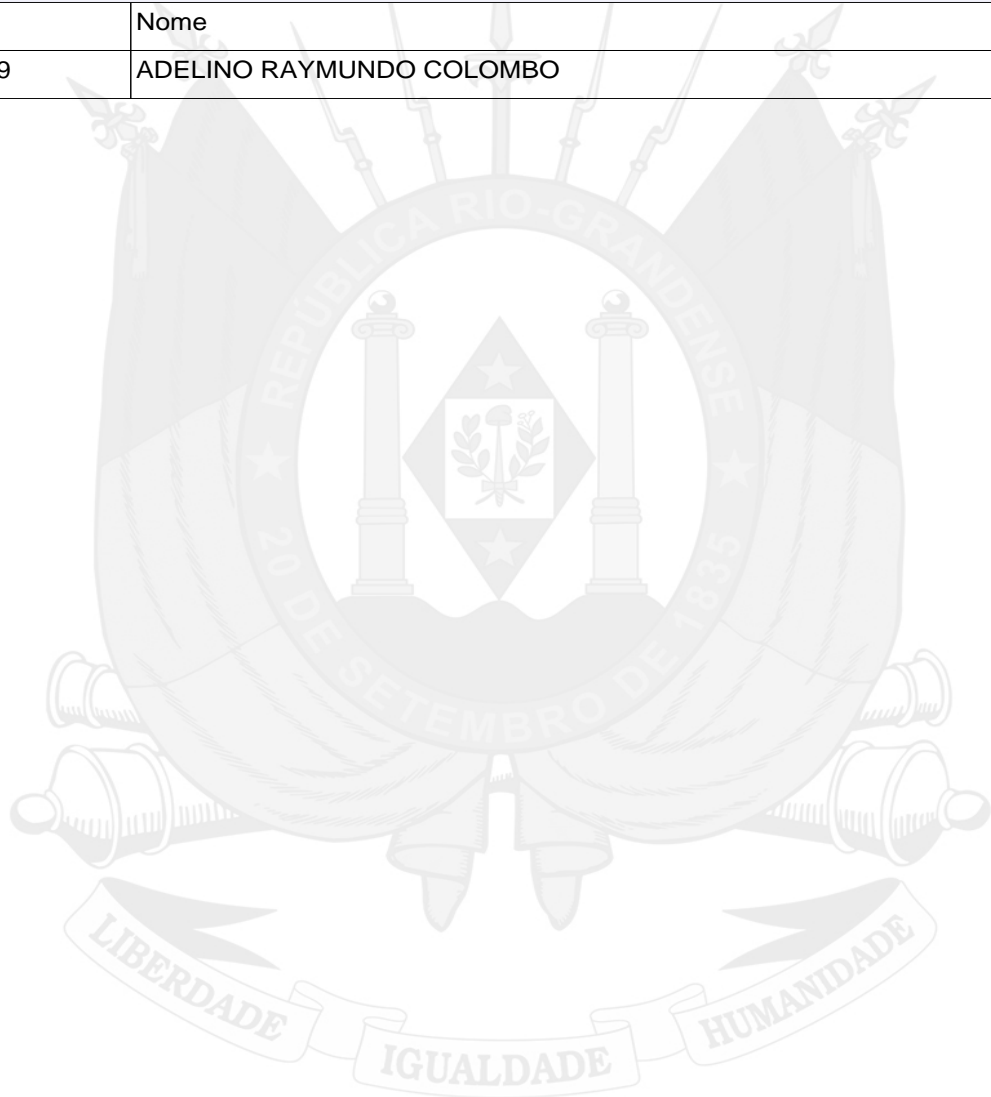 Nome
9 ADELINO RAYMUNDO COLOMBO
REPÚBLICA RIO-GRANDENSE
★ 20 DE SETEMBRO DE 1835 ★
LIBERDADE IGUALDADE HUMANIDADE